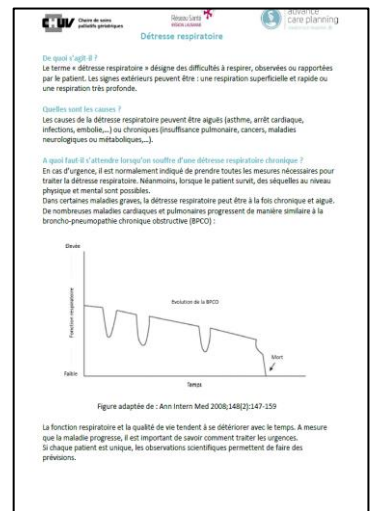 CHUV
Chaire de soins
palliatifs gériatriques
Réseau Santé
advance
care planning
Détresse respiratoire
De quoi s'agit-il ?
Le terme « détresse respiratoire » désigne des difficultés à respirer, observées ou rapportées
par le patient. Les signes extérieurs peuvent être : une respiration superficielle et rapide ou
une respiration très profonde.
Quelles sont les causes ?
Les causes de la détresse respiratoire peuvent être aiguës (asthme, arrêt cardiaque,
infections, embolie,…) ou chroniques (insuffisance pulmonaire, cancers, maladies
neurologiques ou métaboliques,…).
A quoi faut-il s'attendre lorsqu'on souffre d'une détresse respiratoire chronique ?
En cas d'urgence, il est normalement indiqué de prendre toutes les mesures nécessaires pour
traiter la détresse respiratoire. Néanmoins, lorsque le patient survit, des séquelles au niveau
physique et mental sont possibles.
Dans certaines maladies graves, la détresse respiratoire peut être à la fois chronique et aiguë.
De nombreuses maladies cardiaques et pulmonaires progressent de manière similaire à la
broncho-pneumopathie chronique obstructive (BPCO) :
Elevée
Fonction respiratoire
Evolution de la BPCO
Mort
Faible
Temps
Figure adaptée de : Ann Intern Med 2008;148(2):147-159
La fonction respiratoire et la qualité de vie tendent à se détériorer avec le temps. A mesure
que la maladie progresse, il est important de savoir comment traiter les urgences.
Si chaque patient est unique, les observations scientifiques permettent de faire des
prévisions.